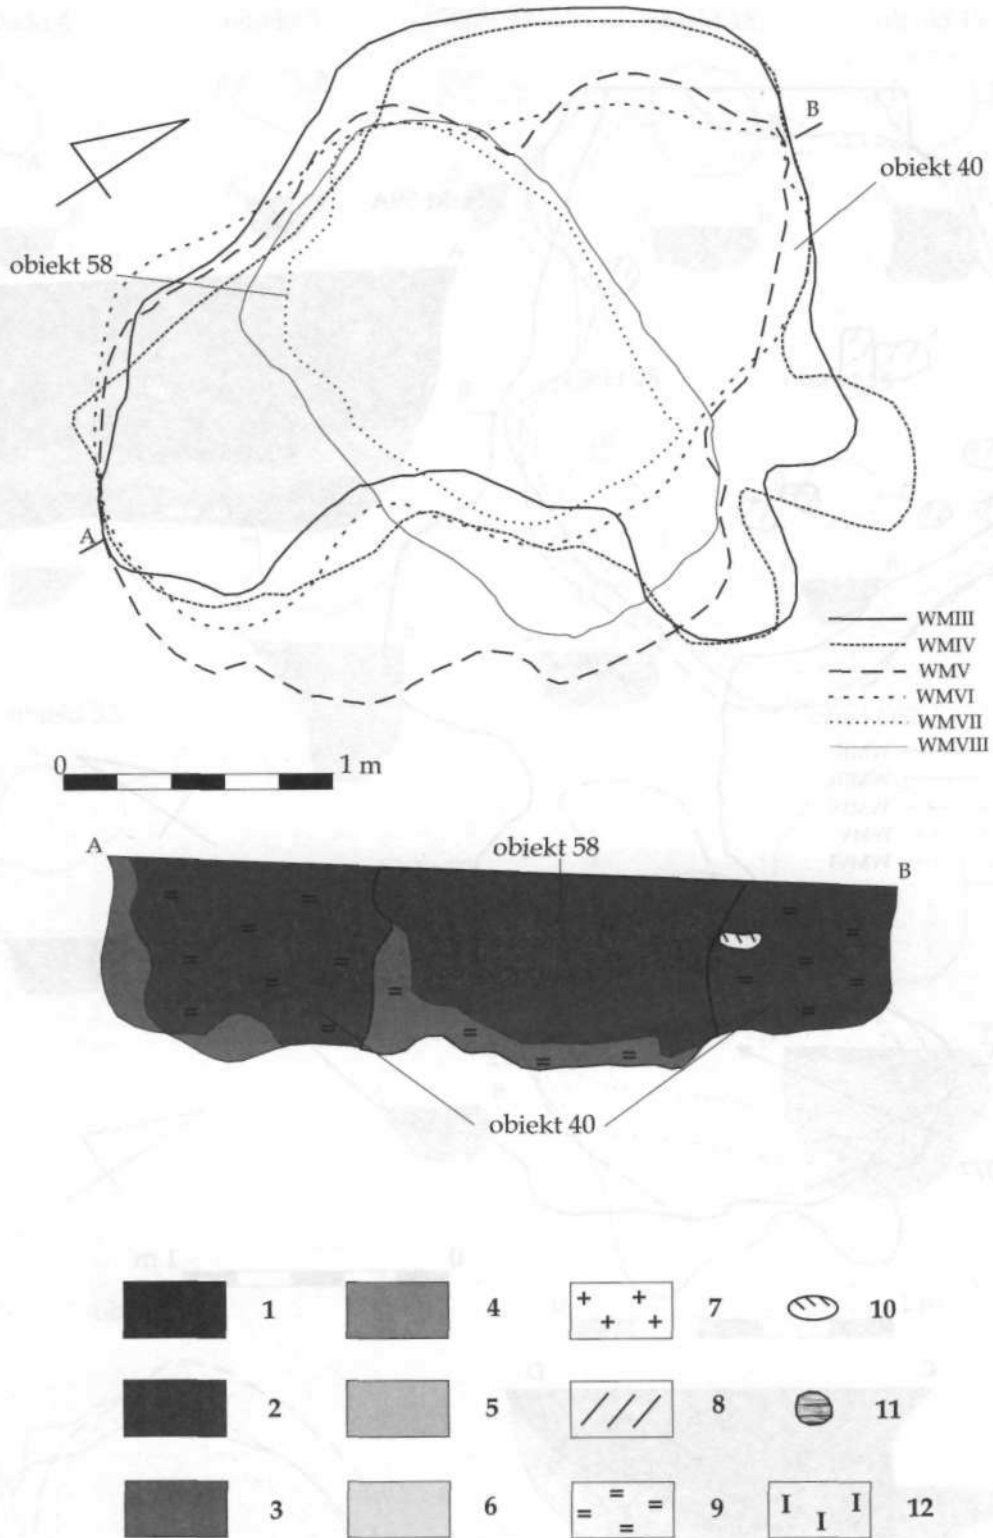 B
obiekt 40
obiekt 58
A
WMIII
WMIV
WMV
WMVI
WMVII
WMVIII
0 1 m
A
obiekt 58
B
obiekt 40
1 4 7 10
2 5 8 11
3 6 9 12